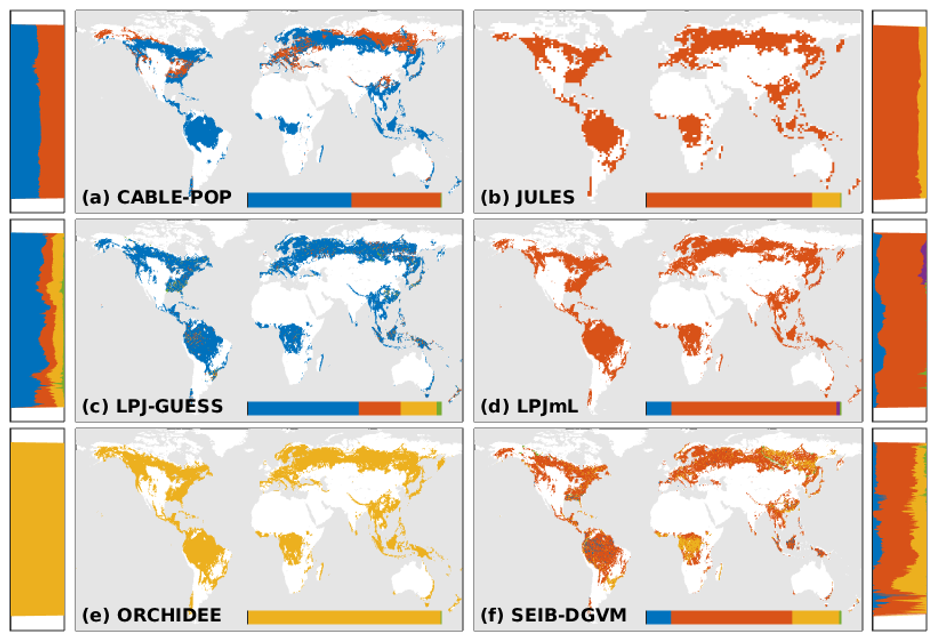 (a) CABLE-POP
(b) JULES
(c) LPJ-GUESS
(d) LPJmL
(e) ORCHIDEE
(f) SEIB-DGVM